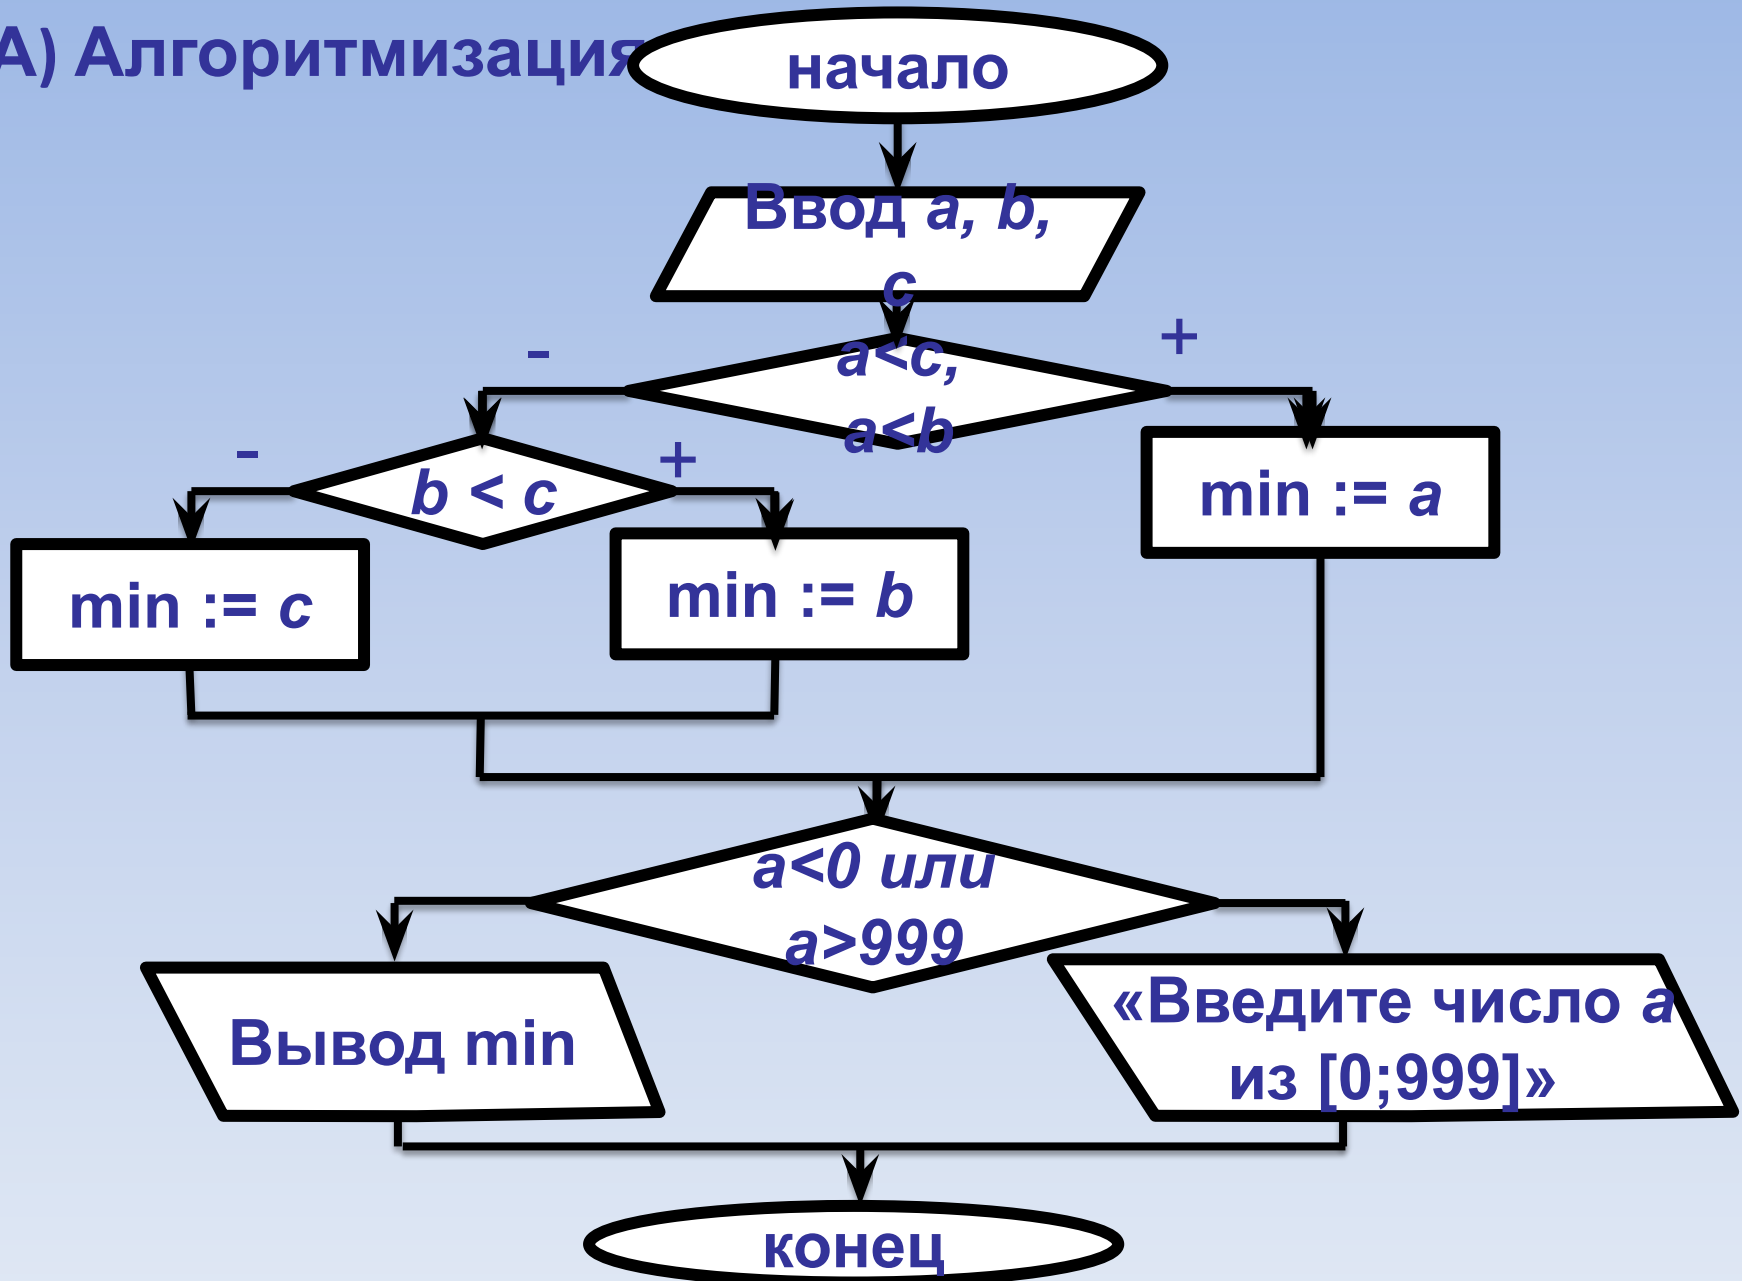 А) Алгоритмизация
начало
Ввод a, b,
c
-
+
a<c,
a<b
-
+
b < c
min := a
min := c
min := b
a<0 или
a>999
Вывод min
«Введите число a
из [0;999]»
конец